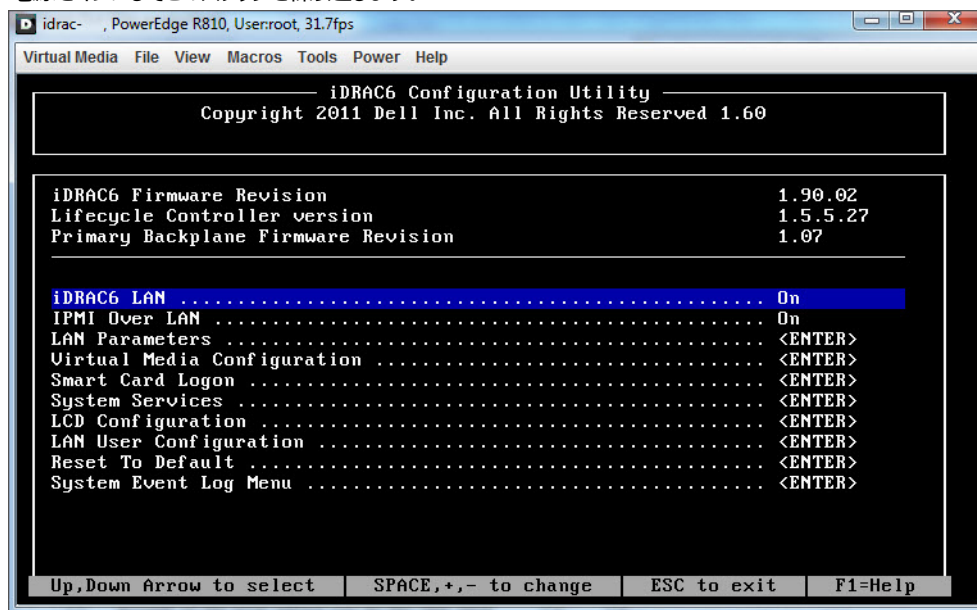 idrac- , PowerEdge R810, User:root, 31.7fps
Virtual Media File View Macros Tools Power Help
iDRAC6 Configuration Utility
Copyright 2011 Dell Inc. All Rights Reserved 1.60
iDRAC6 Firmware Revision 1.90.02
Lifecycle Controller version 1.5.5.27
Primary Backplane Firmware Revision 1.07
iDRAC6 LAN ................................................... On
IPMI Over LAN ................................................ On
LAN Parameters ............................................... <ENTER>
Virtual Media Configuration .................................. <ENTER>
Smart Card Logon ............................................. <ENTER>
System Services .............................................. <ENTER>
LCD Configuration ............................................ <ENTER>
LAN User Configuration ....................................... <ENTER>
Reset To Default ............................................. <ENTER>
System Event Log Menu ........................................ <ENTER>
Up,Down Arrow to select SPACE,+,- to change ESC to exit F1=Help